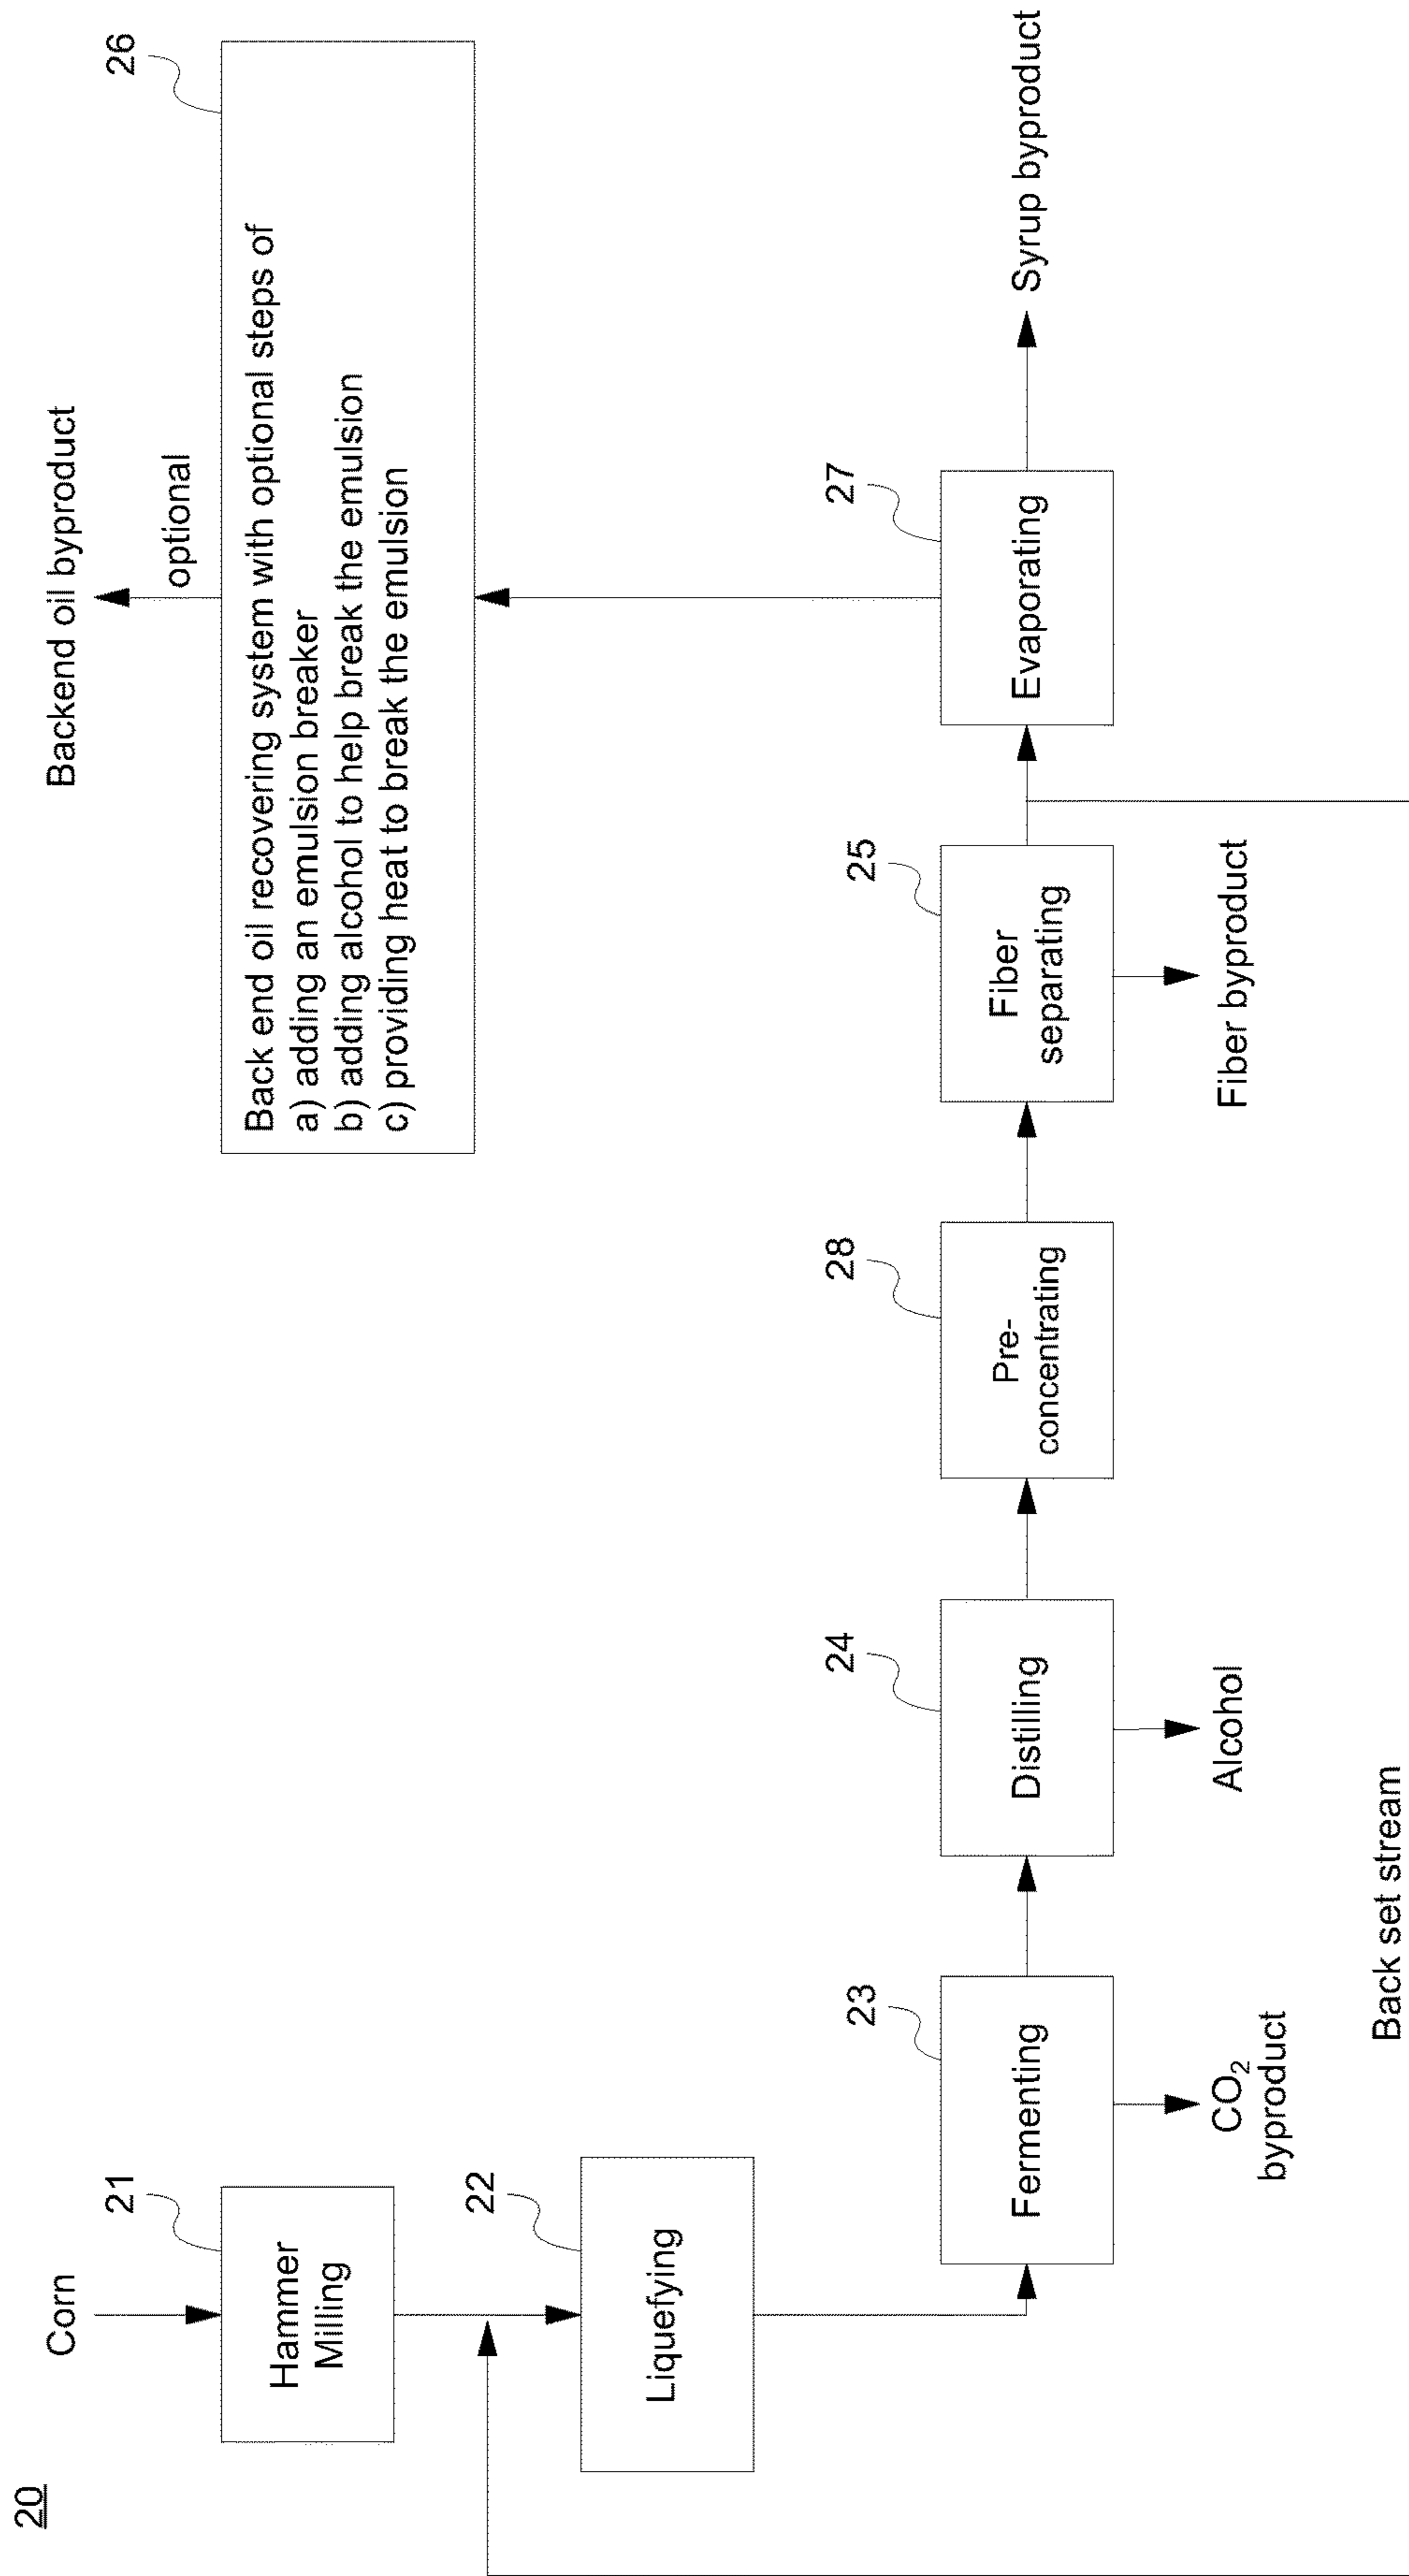 20
Corn
Hammer
Milling
21
Liquefying
22
Fermenting
23
CO₂
byproduct
Distilling
24
Alcohol
Pre-
concentrating
28
Fiber
separating
25
Fiber byproduct
Evaporating
27
Syrup byproduct
Back end oil recovering system with optional steps of
a) adding an emulsion breaker
b) adding alcohol to help break the emulsion
c) providing heat to break the emulsion
26
optional
Backend oil byproduct
Back set stream